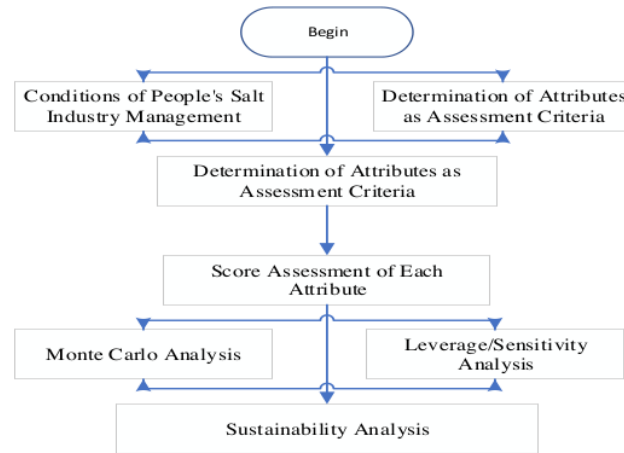 Begin
Conditions of People's Salt
Industry Management
Determination of Attributes
as Assessment Criteria
Determination of Attributes as
Assessment Criteria
Score Assessment of Each
Attribute
Monte Carlo Analysis
Leverage/Sensitivity
Analysis
Sustainability Analysis